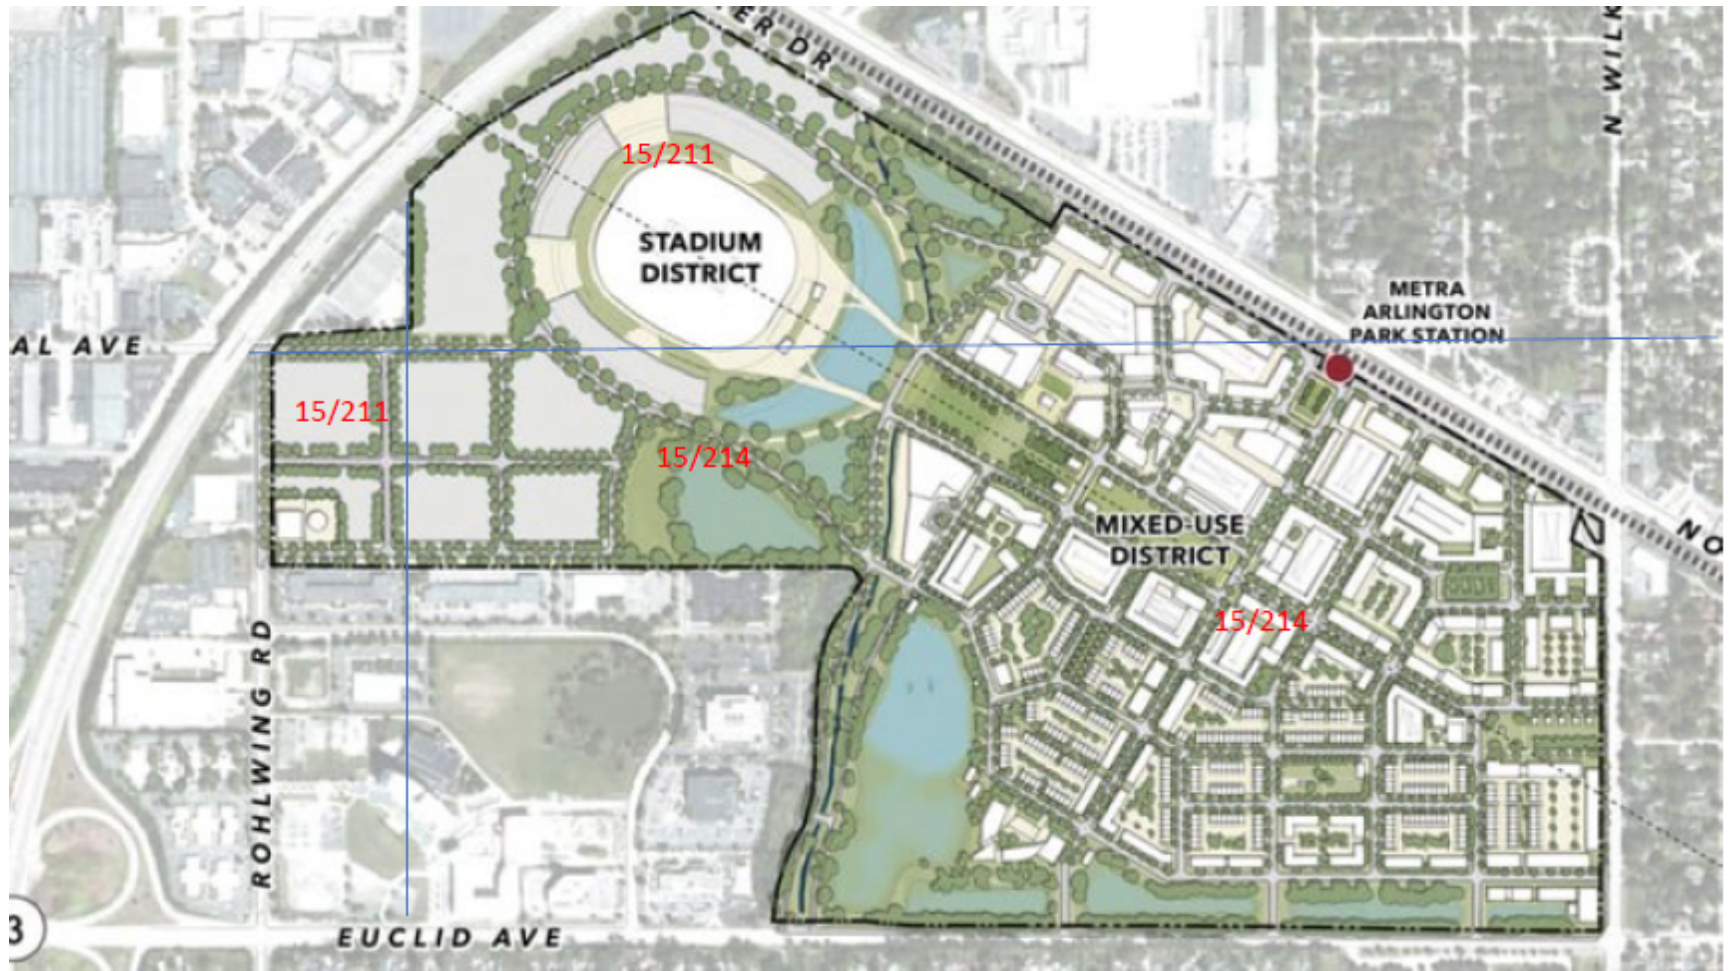 ER DR
N WILK
15/211
STADIUM
DISTRICT
METRA
ARLINGTON
PARK STATION
AL AVE
15/211
15/214
MIXED-USE
DISTRICT
NO
15/214
ROHLWING RD
EUCLID AVE
3